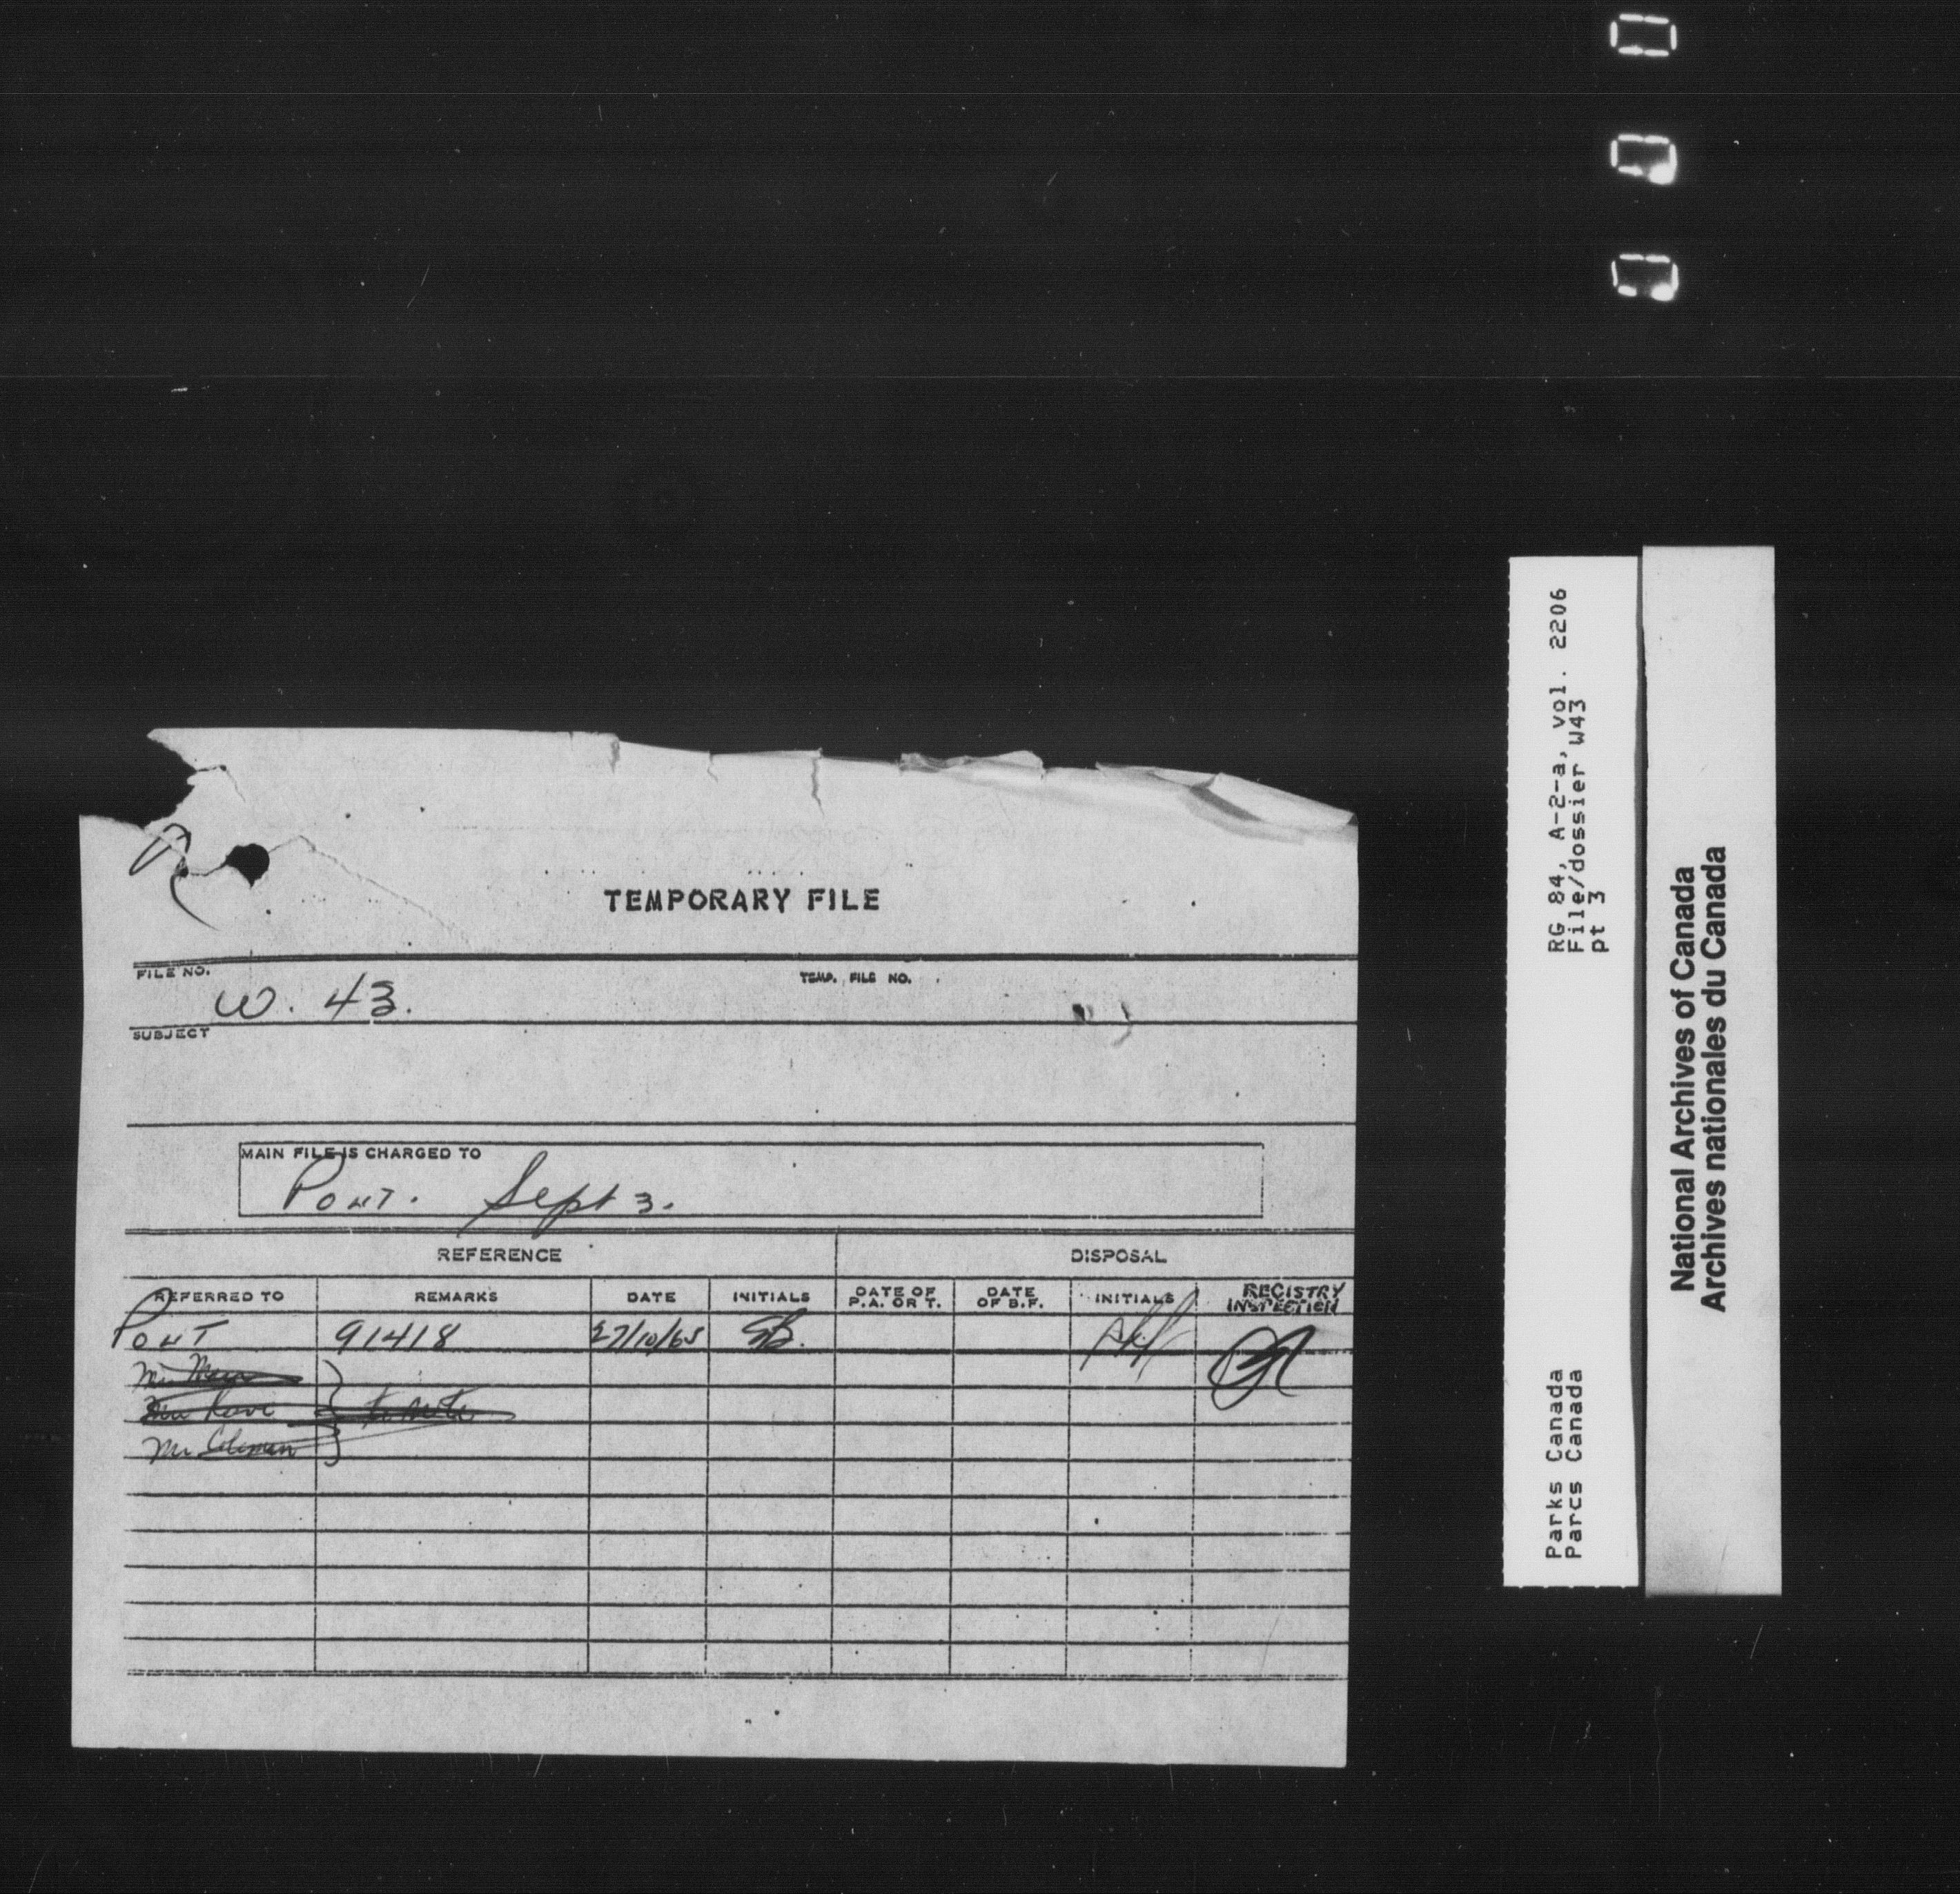 TEMPORARY FILE
FILE NO. TEMP. FILE NO.
W. 43.
SUBJECT
MAIN FILE IS CHARGED TO
Sept 3.
REFERENCE DISPOSAL
REFERRED TO REMARKS DATE INITIALS DATE OF P.A. OR T. DATE OF B.F. INITIALS REGISTRY INSPECTION
91418 27/10/65
Mr
to note
Mr Coleman
RG 84, A-2-a, vol. 2206
File/dossier W43
pt 3
Parks Canada
Parcs Canada
National Archives of Canada
Archives nationales du Canada